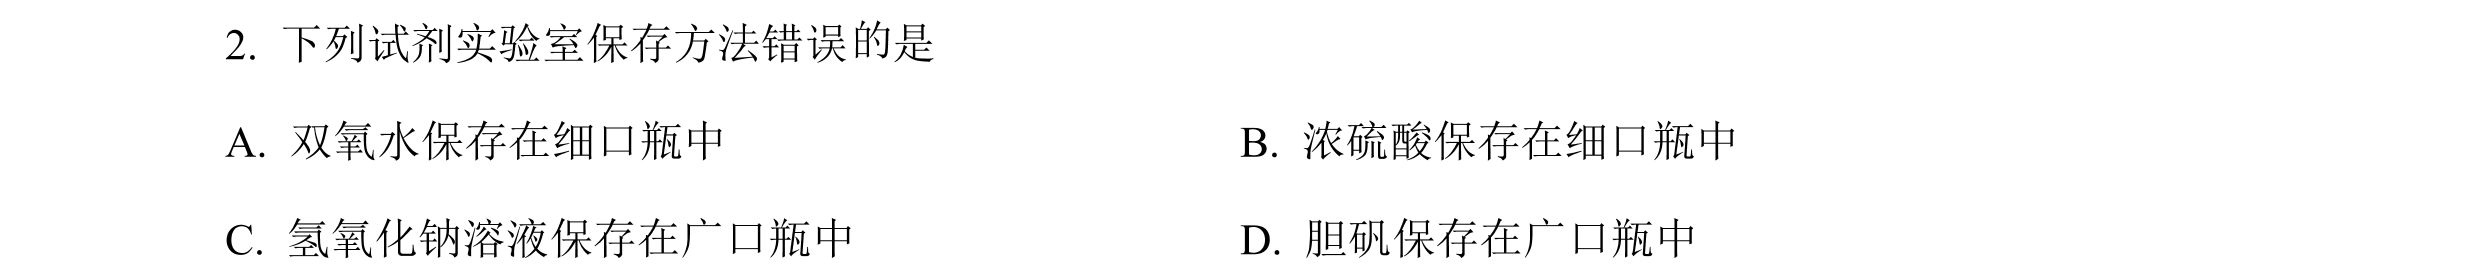 2. 下列试剂实验室保存方法错误的是
A. 双氧水保存在细口瓶中 B. 浓硫酸保存在细口瓶中
C. 氢氧化钠溶液保存在广口瓶中 D. 胆矾保存在广口瓶中